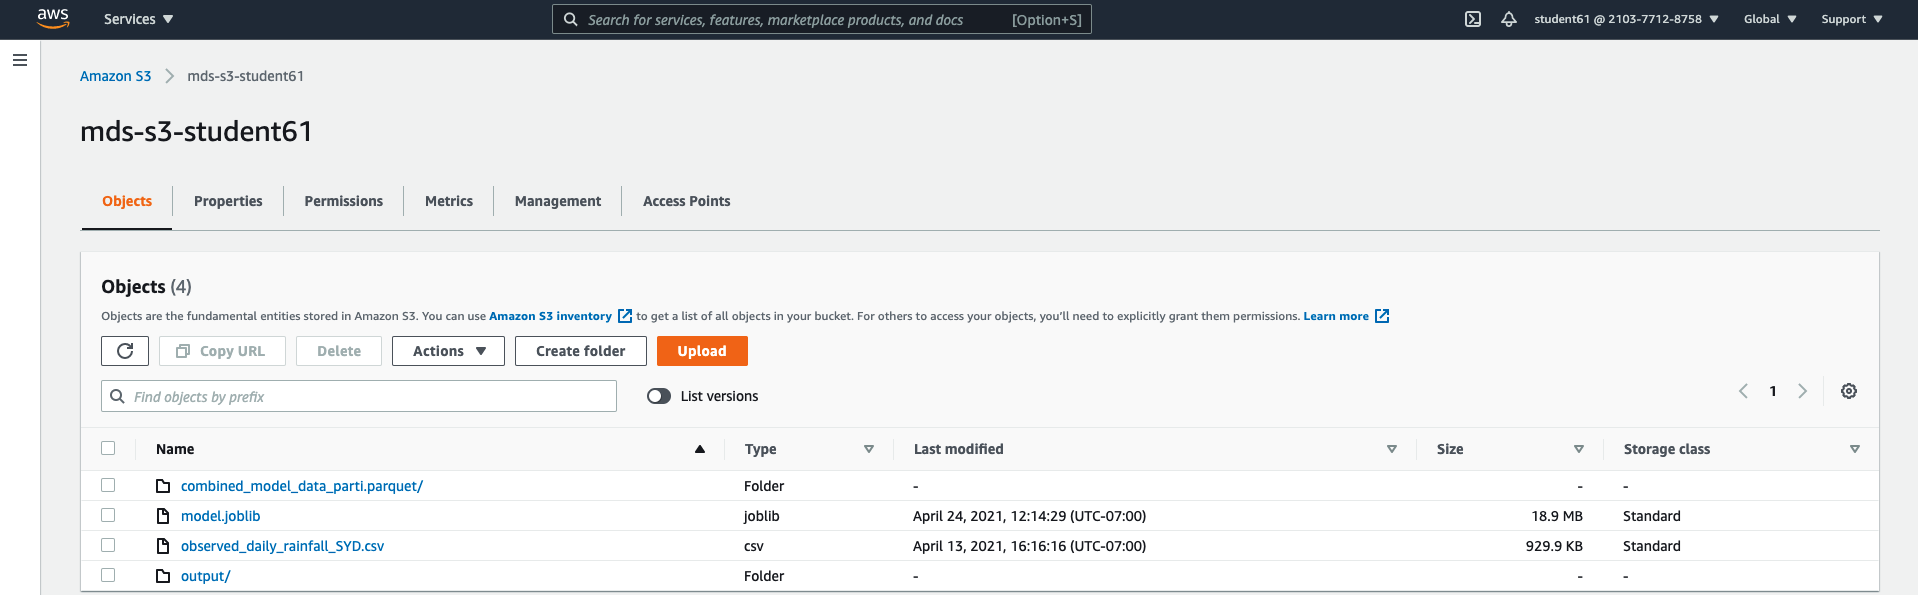 aws Services Search for services, features, marketplace products, and docs [Option+S] student61 @ 2103-7712-8758 Global Support
Amazon S3 mds-s3-student61
mds-s3-student61
Objects Properties Permissions Metrics Management Access Points
Objects (4)
Objects are the fundamental entities stored in Amazon S3. You can use Amazon S3 inventory to get a list of all objects in your bucket. For others to access your objects, you'll need to explicitly grant them permissions. Learn more
Copy URL Delete Actions Create folder Upload
Find objects by prefix List versions 1
Name Type Last modified Size Storage class
combined_model_data_parti.parquet/ Folder - - -
model.joblib joblib April 24, 2021, 12:14:29 (UTC-07:00) 18.9 MB Standard
observed_daily_rainfall_SYD.csv csv April 13, 2021, 16:16:16 (UTC-07:00) 929.9 KB Standard
output/ Folder - - -